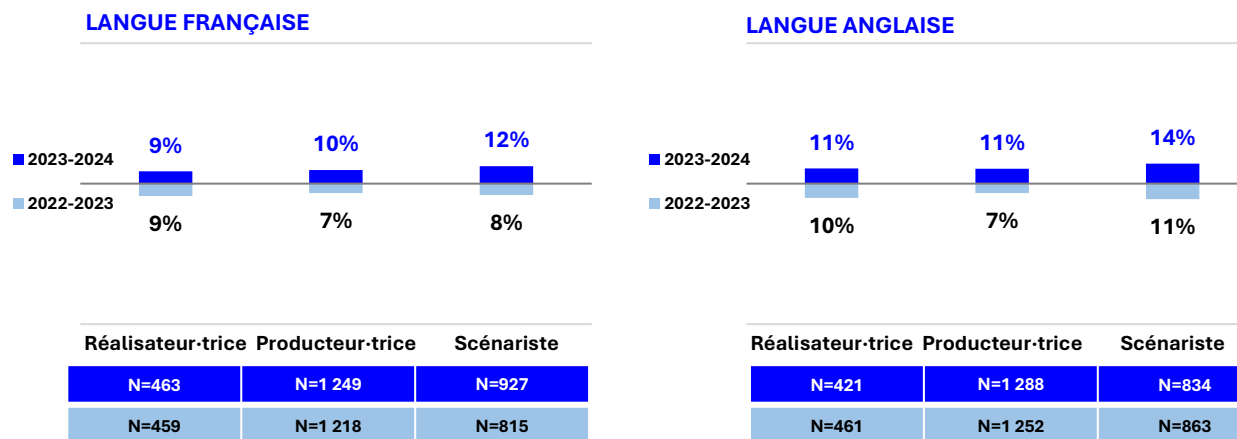 LANGUE FRANÇAISE
9%
10%
12%
2023-2024
2022-2023
9%
7%
8%
Réalisateur·trice Producteur·trice Scénariste
N=463 N=1 249 N=927
N=459 N=1 218 N=815
LANGUE ANGLAISE
11%
11%
14%
2023-2024
2022-2023
10%
7%
11%
Réalisateur·trice Producteur·trice Scénariste
N=421 N=1 288 N=834
N=461 N=1 252 N=863